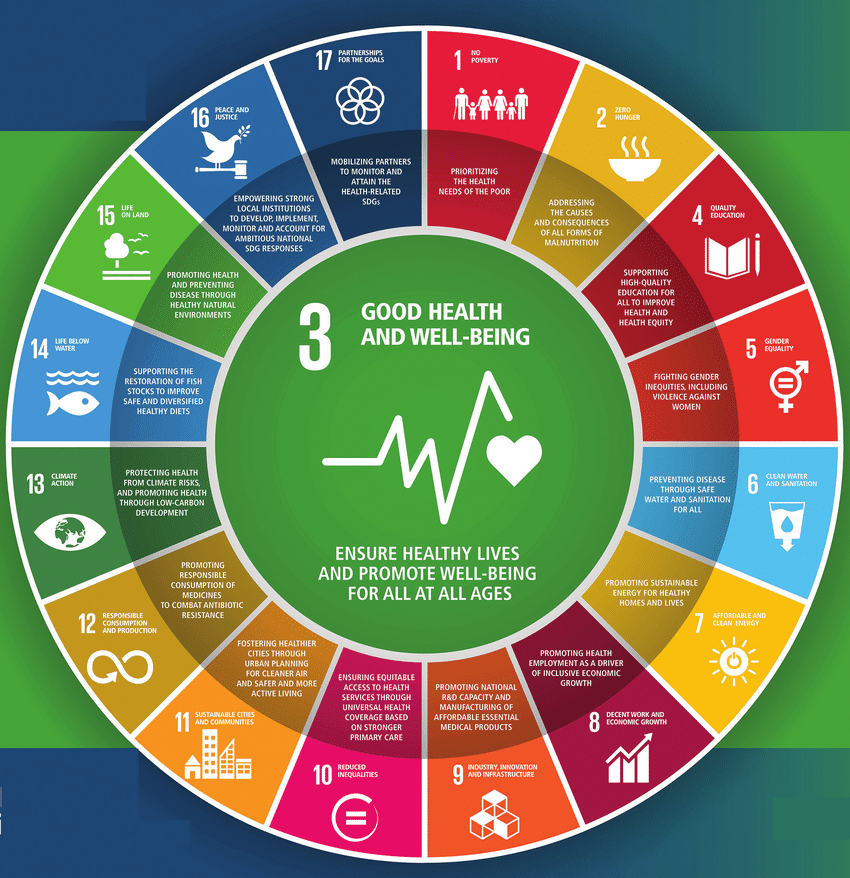 3
GOOD HEALTH
AND WELL-BEING
ENSURE HEALTHY LIVES
AND PROMOTE WELL-BEING
FOR ALL AT ALL AGES
1 NO
POVERTY
PRIORITIZING
THE HEALTH
NEEDS OF THE POOR
2 ZERO
HUNGER
ADDRESSING
THE CAUSES
AND CONSEQUENCES
OF ALL FORMS OF
MALNUTRITION
4 QUALITY
EDUCATION
SUPPORTING
HIGH-QUALITY
EDUCATION FOR
ALL TO IMPROVE
HEALTH AND
HEALTH EQUITY
5 GENDER
EQUALITY
FIGHTING GENDER
INEQUITIES, INCLUDING
VIOLENCE AGAINST
WOMEN
6 CLEAN WATER
AND SANITATION
PREVENTING DISEASE
THROUGH SAFE
WATER AND SANITATION
FOR ALL
7 AFFORDABLE AND
CLEAN ENERGY
PROMOTING SUSTAINABLE
ENERGY FOR HEALTHY
HOMES AND LIVES
8 DECENT WORK AND
ECONOMIC GROWTH
PROMOTING HEALTH
EMPLOYMENT AS A DRIVER
OF INCLUSIVE ECONOMIC
GROWTH
9 INDUSTRY, INNOVATION
AND INFRASTRUCTURE
PROMOTING NATIONAL
R&D CAPACITY AND
MANUFACTURING OF
AFFORDABLE ESSENTIAL
MEDICAL PRODUCTS
10 REDUCED
INEQUALITIES
ENSURING EQUITABLE
ACCESS TO HEALTH
SERVICES THROUGH
UNIVERSAL HEALTH
COVERAGE BASED
ON STRONGER
PRIMARY CARE
11 SUSTAINABLE CITIES
AND COMMUNITIES
FOSTERING HEALTHIER
CITIES THROUGH
URBAN PLANNING
FOR CLEANER AIR
AND SAFER AND MORE
ACTIVE LIVING
12 RESPONSIBLE
CONSUMPTION
AND PRODUCTION
PROMOTING
RESPONSIBLE
CONSUMPTION OF
MEDICINES
TO COMBAT ANTIBIOTIC
RESISTANCE
13 CLIMATE
ACTION
PROTECTING HEALTH
FROM CLIMATE RISKS,
AND PROMOTING HEALTH
THROUGH LOW-CARBON
DEVELOPMENT
14 LIFE BELOW
WATER
SUPPORTING THE
RESTORATION OF FISH
STOCKS TO IMPROVE
SAFE AND DIVERSIFIED
HEALTHY DIETS
15 LIFE
ON LAND
PROMOTING HEALTH
AND PREVENTING
DISEASE THROUGH
HEALTHY NATURAL
ENVIRONMENTS
16 PEACE AND
JUSTICE
EMPOWERING STRONG
LOCAL INSTITUTIONS
TO DEVELOP, IMPLEMENT,
MONITOR AND ACCOUNT FOR
AMBITIOUS NATIONAL
SDG RESPONSES
17 PARTNERSHIPS
FOR THE GOALS
MOBILIZING PARTNERS
TO MONITOR AND
ATTAIN THE
HEALTH-RELATED
SDGs